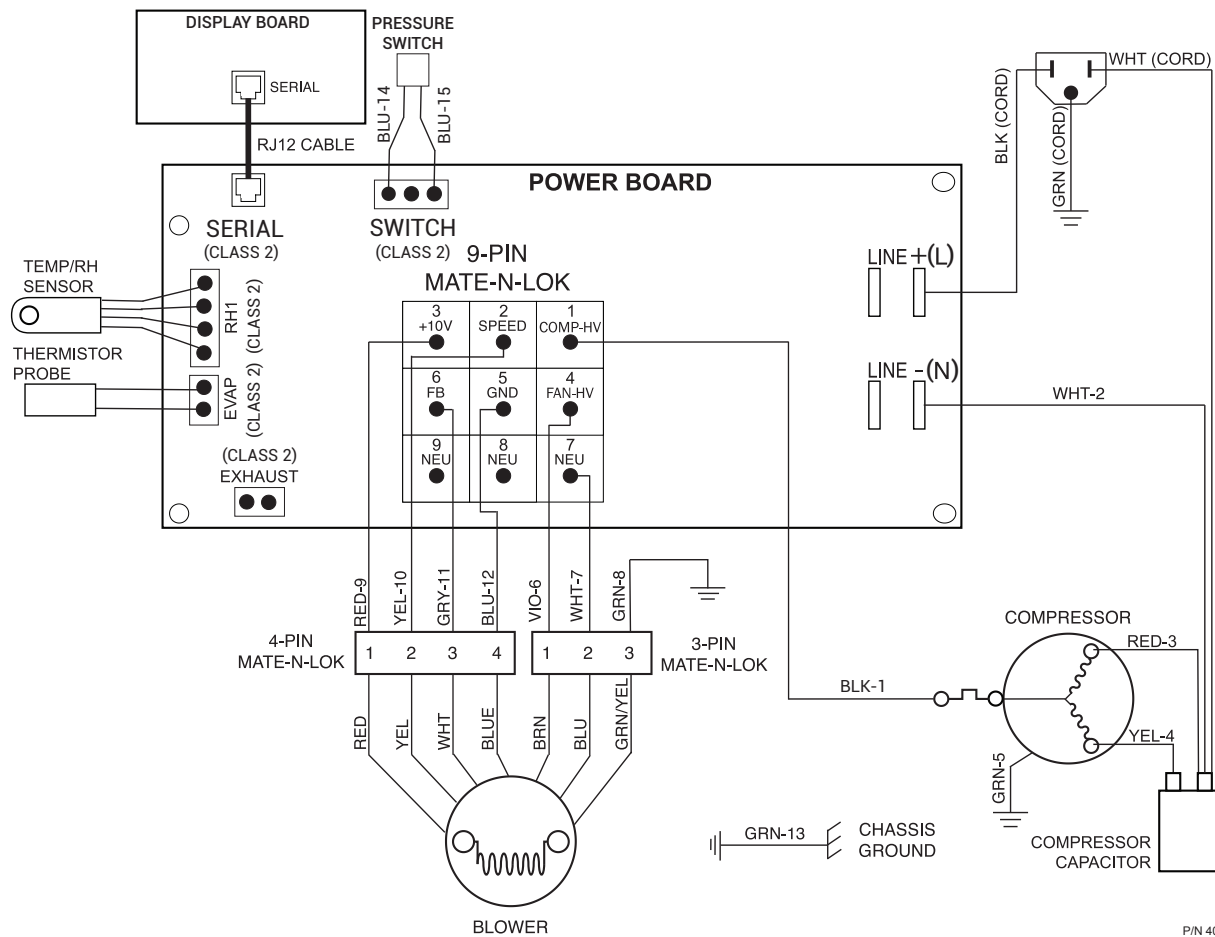 DISPLAY BOARD
SERIAL
RJ12 CABLE
PRESSURE
SWITCH
BLU-14
BLU-15
WHT (CORD)
BLK (CORD)
GRN (CORD)
POWER BOARD
SERIAL
(CLASS 2)
SWITCH
(CLASS 2)
9-PIN
MATE-N-LOK
TEMP/RH
SENSOR
RH1
(CLASS 2)
THERMISTOR
PROBE
EVAP
(CLASS 2)
(CLASS 2)
EXHAUST
3
+10V
2
SPEED
1
COMP-HV
6
FB
5
GND
4
FAN-HV
9
NEU
8
NEU
7
NEU
LINE +(L)
LINE -(N)
WHT-2
RED-9
YEL-10
GRY-11
BLU-12
VIO-6
WHT-7
GRN-8
4-PIN
MATE-N-LOK
1 2 3 4
1 2 3
3-PIN
MATE-N-LOK
RED
YEL
WHT
BLUE
BRN
BLU
GRN/YEL
BLOWER
COMPRESSOR
RED-3
BLK-1
YEL-4
GRN-5
GRN-13
CHASSIS
GROUND
COMPRESSOR
CAPACITOR
P/N 40